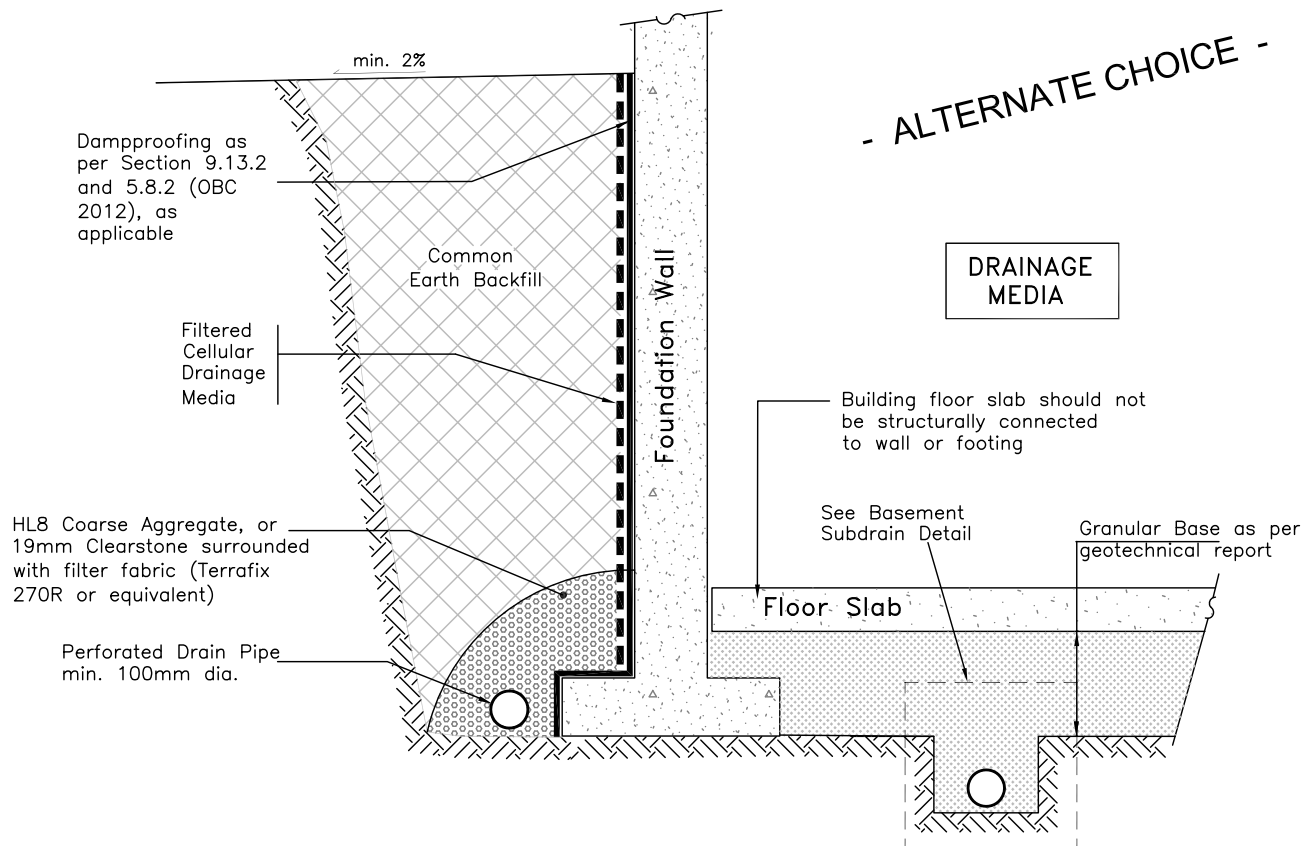 min. 2%
- ALTERNATE CHOICE -
Dampproofing as
per Section 9.13.2
and 5.8.2 (OBC
2012), as
applicable
Common
Earth Backfill
DRAINAGE
MEDIA
Filtered
Cellular
Drainage
Media
Foundation Wall
Building floor slab should not
be structurally connected
to wall or footing
See Basement
Subdrain Detail
Granular Base as per
geotechnical report
HL8 Coarse Aggregate, or
19mm Clearstone surrounded
with filter fabric (Terrafix
270R or equivalent)
Floor Slab
Perforated Drain Pipe
min. 100mm dia.